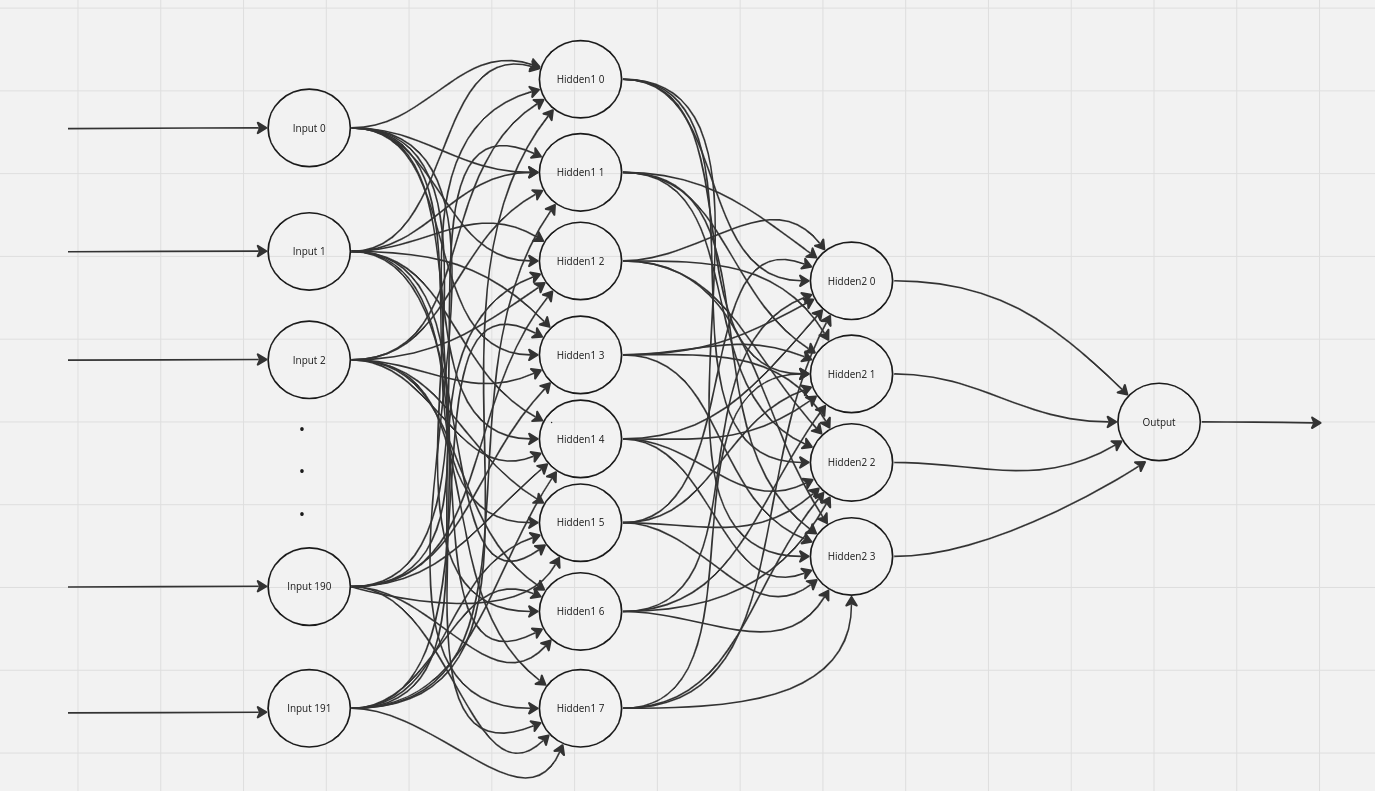 Input 0
Input 1
Input 2
Input 190
Input 191
Hidden1 0
Hidden1 1
Hidden1 2
Hidden1 3
Hidden1 4
Hidden1 5
Hidden1 6
Hidden1 7
Hidden2 0
Hidden2 1
Hidden2 2
Hidden2 3
Output